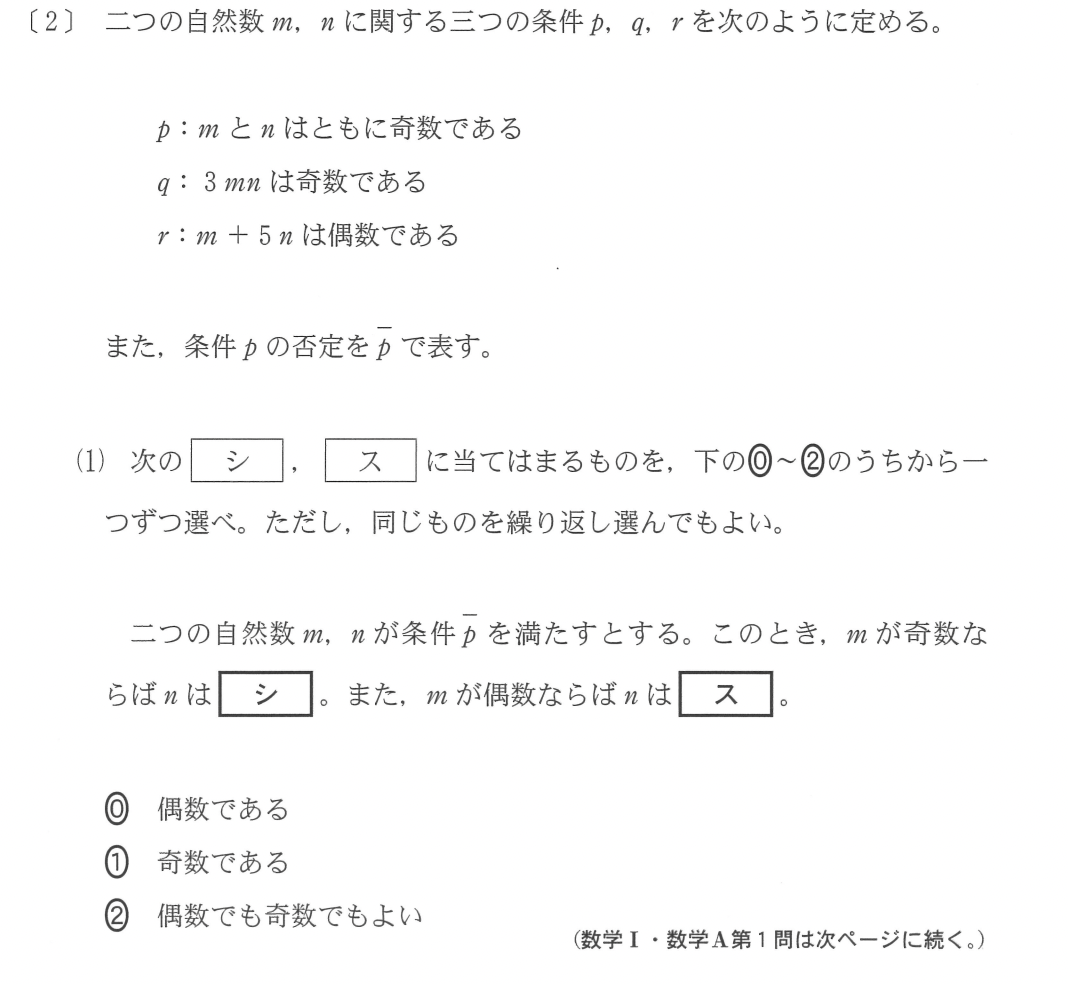 〔2〕 二つの自然数 m, n に関する三つの条件 p, q, r を次のように定める。
p：m と n はともに奇数である
q：3mn は奇数である
r：m + 5n は偶数である
また，条件 p の否定を p̄ で表す。
(1) 次の シ ， ス に当てはまるものを，下の⓪～②のうちから一
つずつ選べ。ただし，同じものを繰り返し選んでもよい。
二つの自然数 m, n が条件 p̄ を満たすとする。このとき，m が奇数な
らば n は シ 。また，m が偶数ならば n は ス 。
⓪ 偶数である
① 奇数である
② 偶数でも奇数でもよい
（数学Ⅰ・数学A第1問は次ページに続く。）